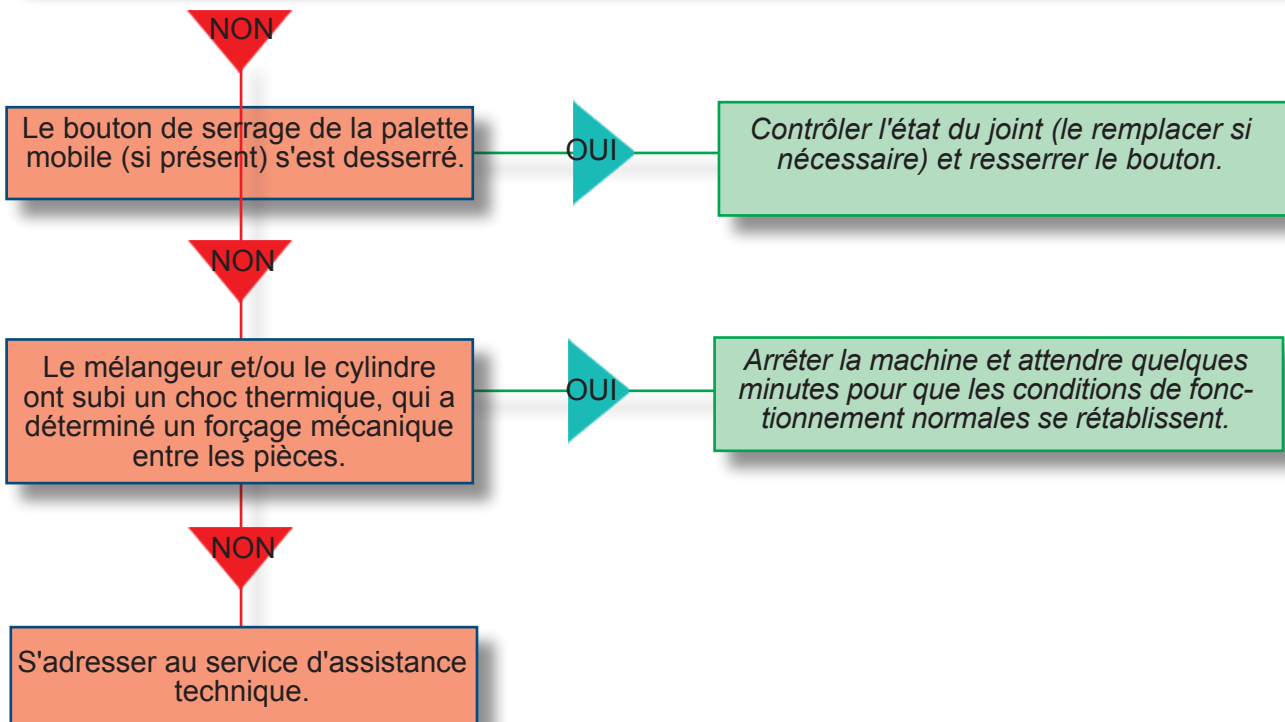 NON
Le bouton de serrage de la palette
mobile (si présent) s'est desserré.
OUI
Contrôler l'état du joint (le remplacer si
nécessaire) et resserrer le bouton.
NON
Le mélangeur et/ou le cylindre
ont subi un choc thermique, qui a
déterminé un forçage mécanique
entre les pièces.
OUI
Arrêter la machine et attendre quelques
minutes pour que les conditions de fonc-
tionnement normales se rétablissent.
NON
S'adresser au service d'assistance
technique.